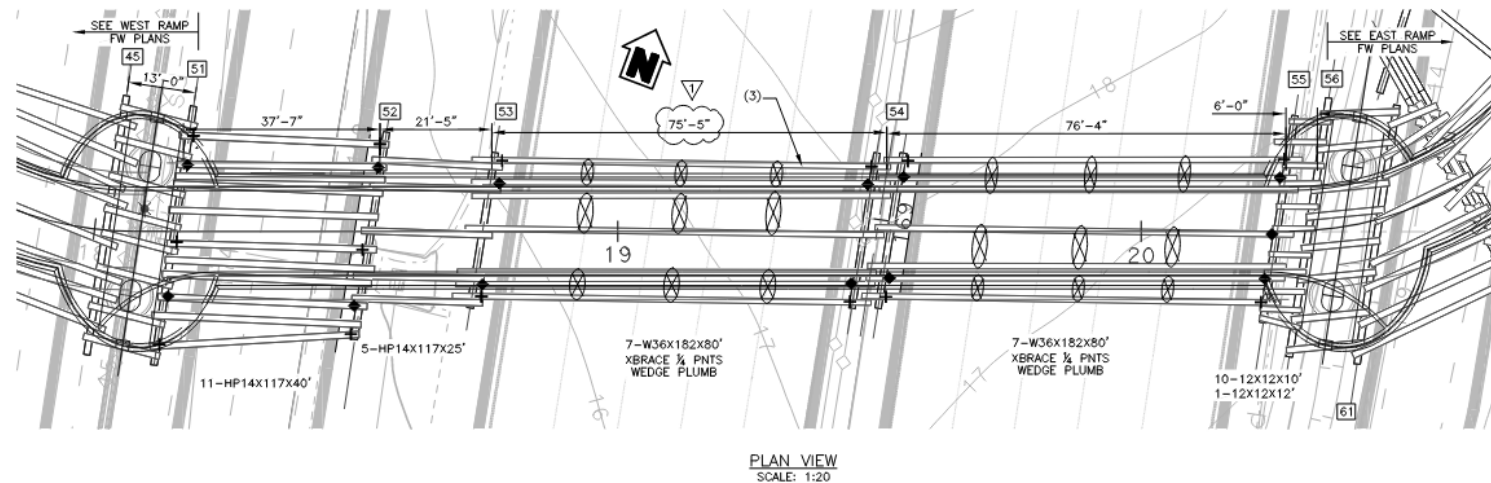 SEE WEST RAMP
FW PLANS
SEE EAST RAMP
FW PLANS
45
51
13'-0"
N
1
(3)
52
53
54
55
56
37'-7"
21'-5"
75'-5"
76'-4"
6'-0"
18
14
19
20
17
17
16
11-HP14X117X40'
5-HP14X117X25'
7-W36X182X80'
XBRACE ¼ PNTS
WEDGE PLUMB
7-W36X182X80'
XBRACE ¼ PNTS
WEDGE PLUMB
10-12X12X10'
1-12X12X12'
61
PLAN VIEW
SCALE: 1:20